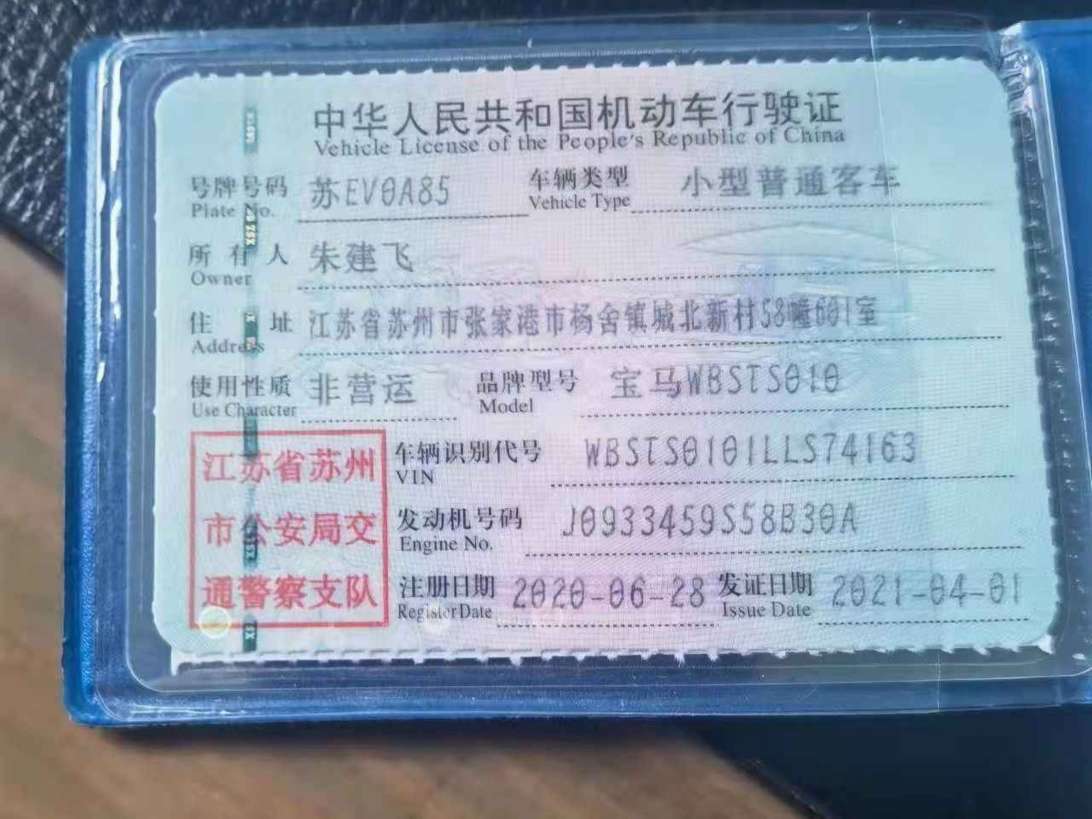 中华人民共和国机动车行驶证
Vehicle License of the People's Republic of China
号牌号码 苏EV0A85 车辆类型 小型普通客车
Plate No. Vehicle Type
所有人 朱建飞
Owner
住址 江苏省苏州市张家港市杨舍镇城北新村58幢601室
Address
使用性质 非营运 品牌型号 宝马WBSTS010
Use Character Model
江苏省苏州
市公安局交
通警察支队
车辆识别代号 WBSTS0101LLS74163
VIN
发动机号码 J0933459S58B30A
Engine No.
注册日期 2020-06-28 发证日期 2021-04-01
Register Date Issue Date